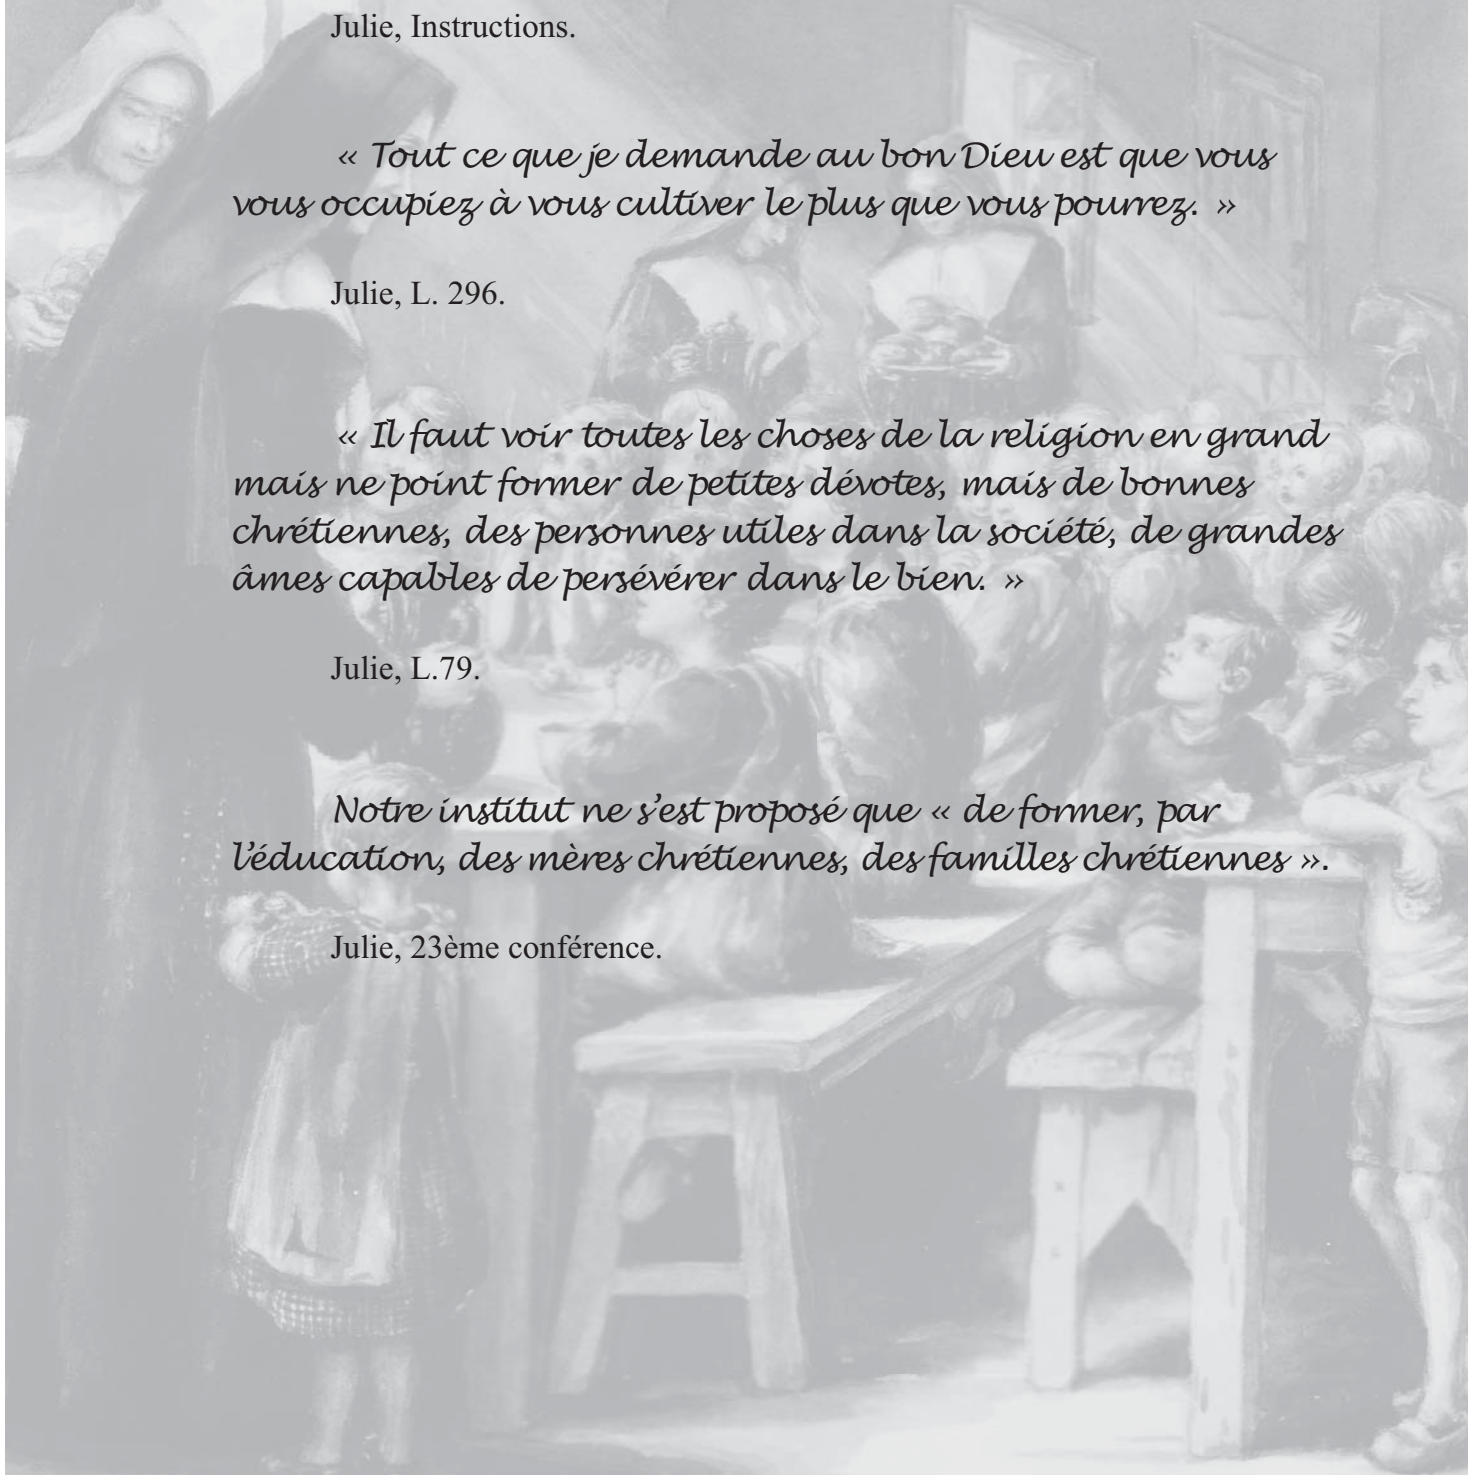 Julie, Instructions.
« Tout ce que je demande au bon Dieu est que vous
vous occupiez à vous cultiver le plus que vous pourrez. »
Julie, L. 296.
« Il faut voir toutes les choses de la religion en grand
mais ne point former de petites dévotes, mais de bonnes
chrétiennes, des personnes utiles dans la société, de grandes
âmes capables de persévérer dans le bien. »
Julie, L.79.
Notre institut ne s’est proposé que « de former, par
l’éducation, des mères chrétiennes, des familles chrétiennes ».
Julie, 23ème conférence.